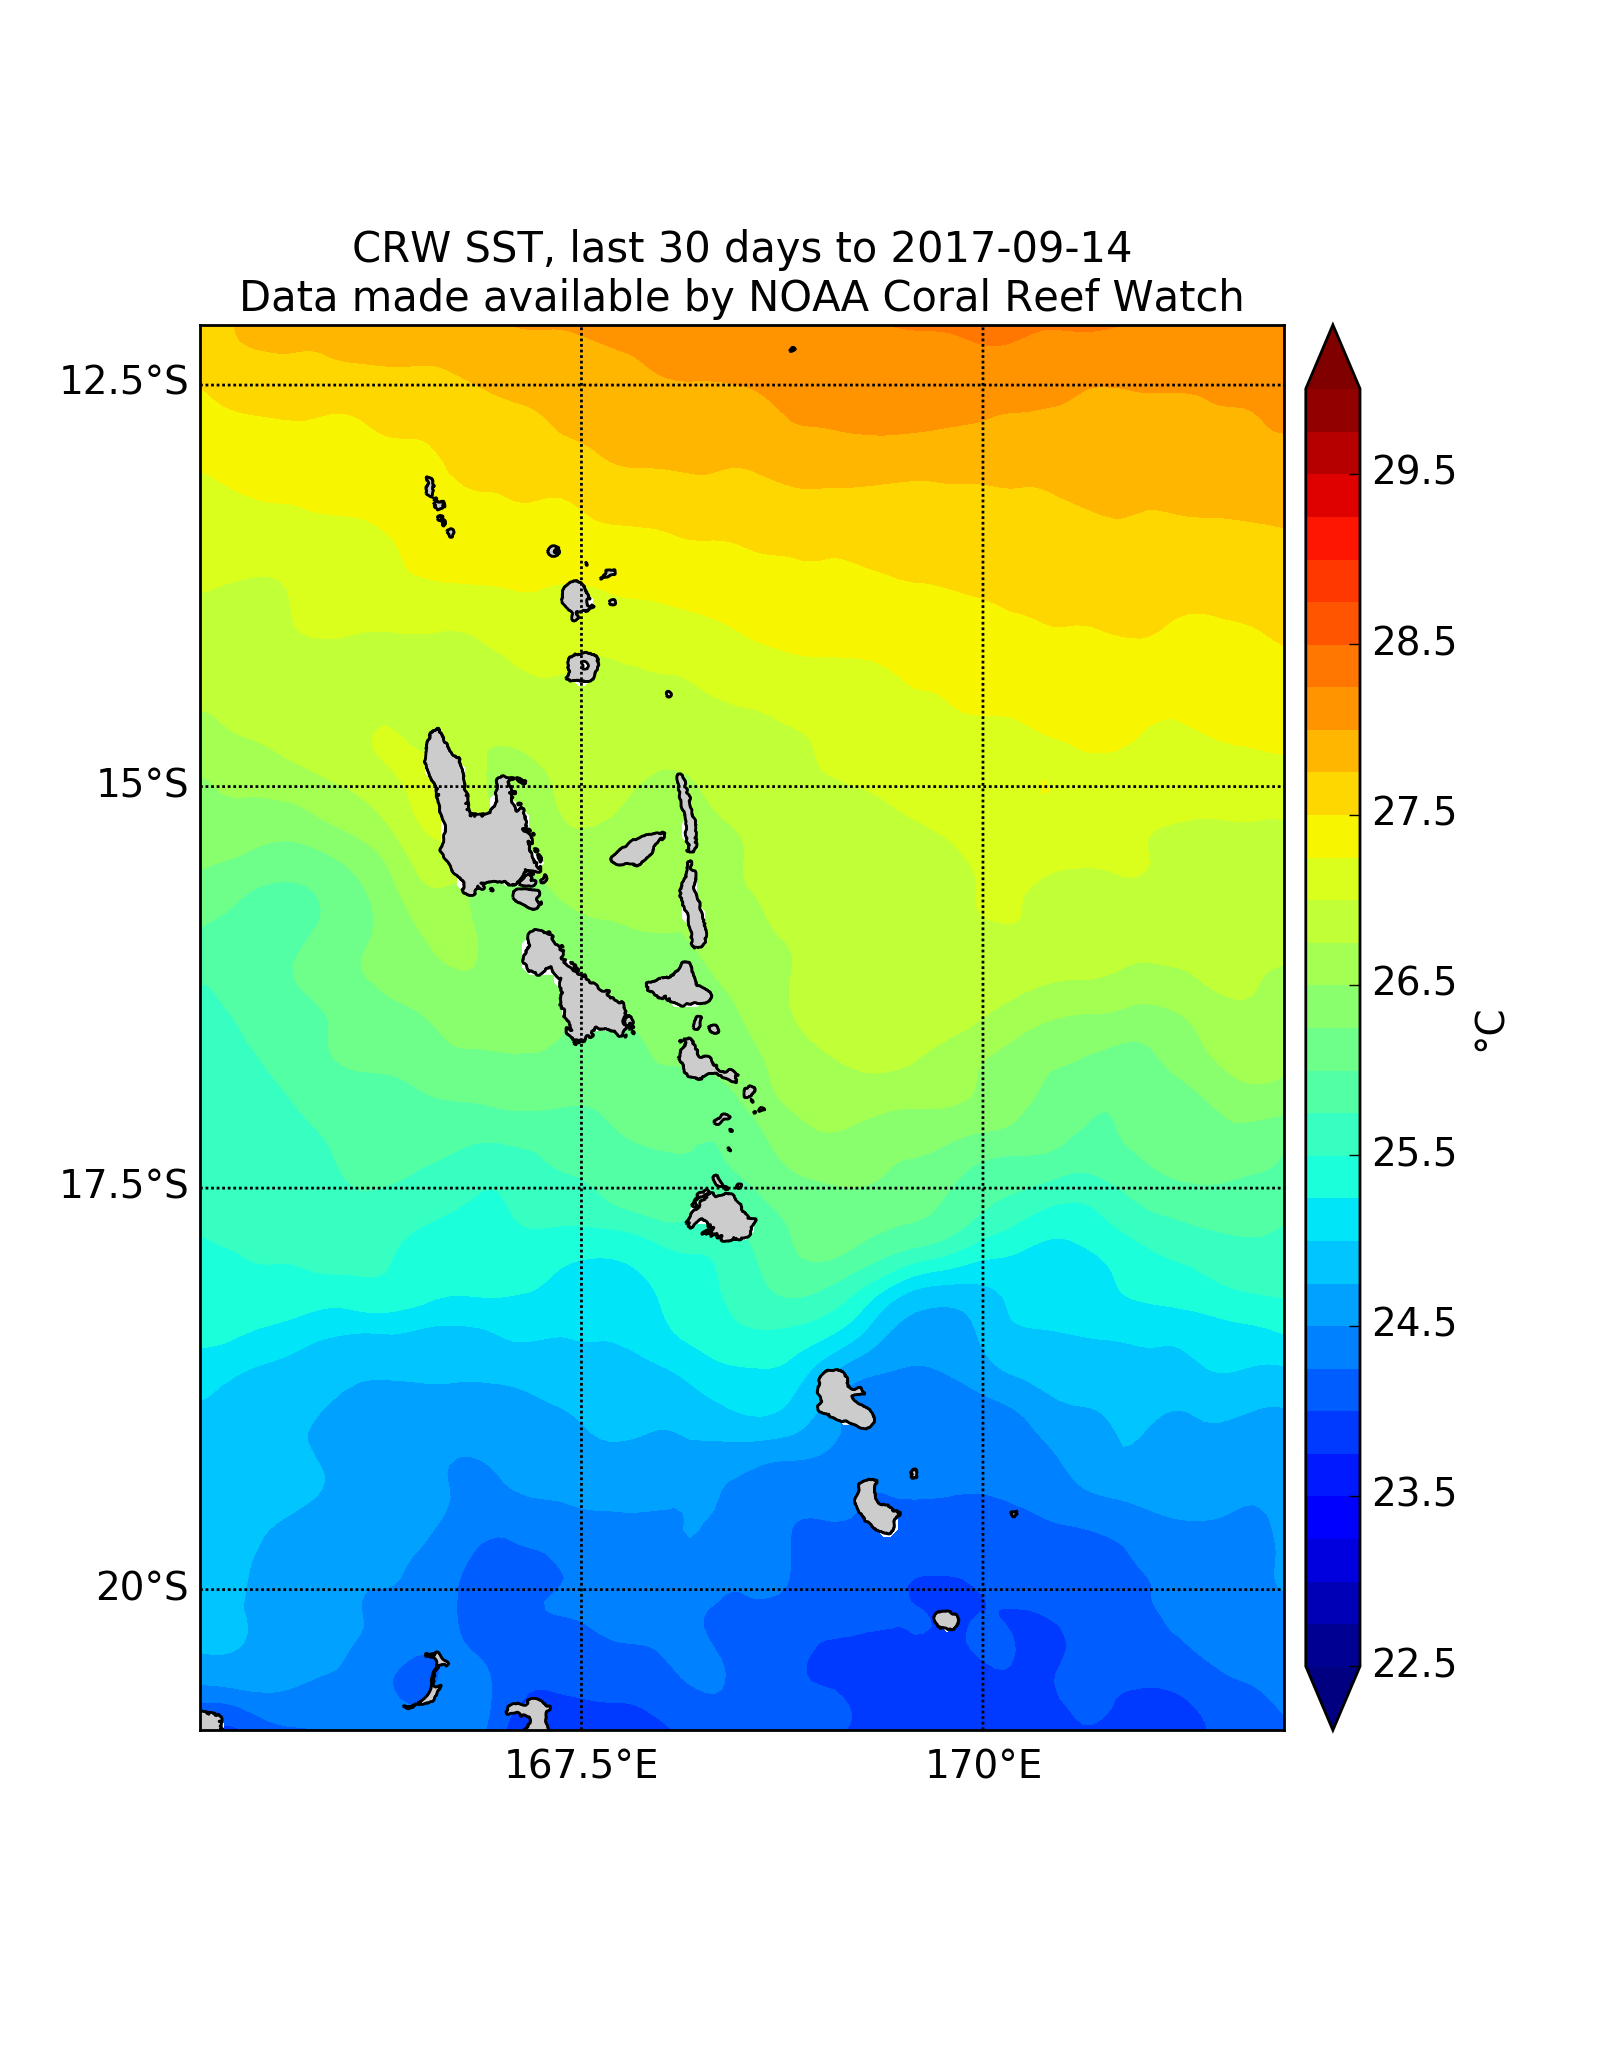 CRW SST, last 30 days to 2017-09-14
Data made available by NOAA Coral Reef Watch
12.5°S
15°S
17.5°S
20°S
167.5°E
170°E
29.5
28.5
27.5
26.5
25.5
24.5
23.5
22.5
°C